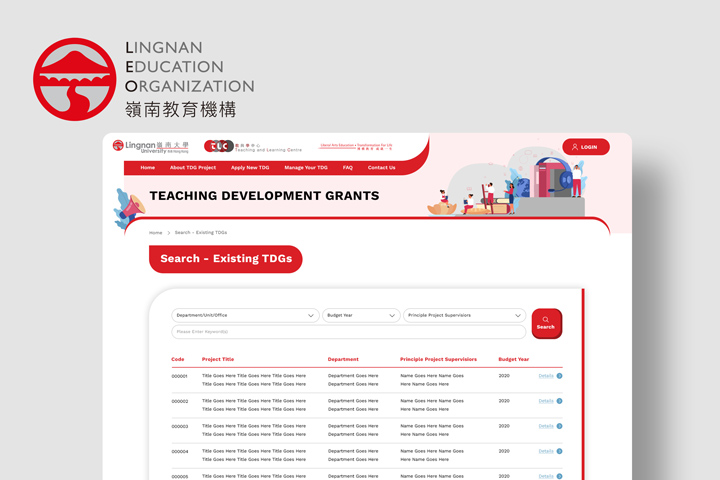 LINGNAN
EDUCATION
ORGANIZATION
嶺南教育機構
Lingnan 嶺南大學
University
TLC
Teaching and Learning Centre
Liberal Arts Education • Transformation For Life
LOGIN
Home About TDG Project Apply New TDG Manage Your TDG FAQ Contact Us
TEACHING DEVELOPMENT GRANTS
Home > Search - Existing TDGs
Search - Existing TDGs
Department/Unit/Office Budget Year Principle Project Supervisiors
Please Enter Keyword(s)
Search
Code Project Title Department Principle Project Supervisiors Budget Year
000001 Title Goes Here Title Goes Here Title Goes Here Department Goes Here Name Goes Here Name Goes 2020 Details
Title Goes Here Title Goes Here Title Goes Here Department Goes Here Here Name Goes Here
000002 Title Goes Here Title Goes Here Title Goes Here Department Goes Here Name Goes Here Name Goes 2020 Details
Title Goes Here Title Goes Here Title Goes Here Department Goes Here Here Name Goes Here
000003 Title Goes Here Title Goes Here Title Goes Here Department Goes Here Name Goes Here Name Goes 2020 Details
Title Goes Here Title Goes Here Title Goes Here Department Goes Here Here Name Goes Here
000004 Title Goes Here Title Goes Here Title Goes Here Department Goes Here Name Goes Here Name Goes 2020 Details
Title Goes Here Title Goes Here Title Goes Here Department Goes Here Here Name Goes Here
000005 Title Goes Here Title Goes Here Title Goes Here Department Goes Here Name Goes Here Name Goes 2020 Details